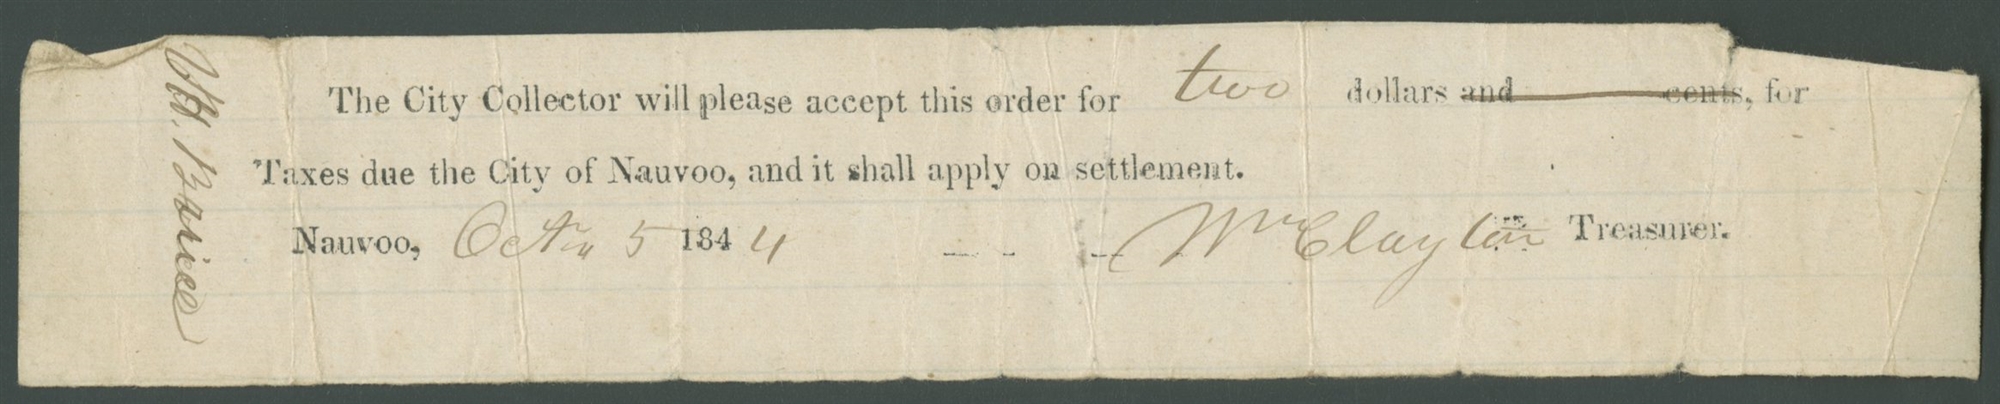 The City Collector will please accept this order for two dollars and cents, for
Taxes due the City of Nauvoo, and it shall apply on settlement.
Nauvoo, Octr 5 1844 Wm Clayton Treasurer.